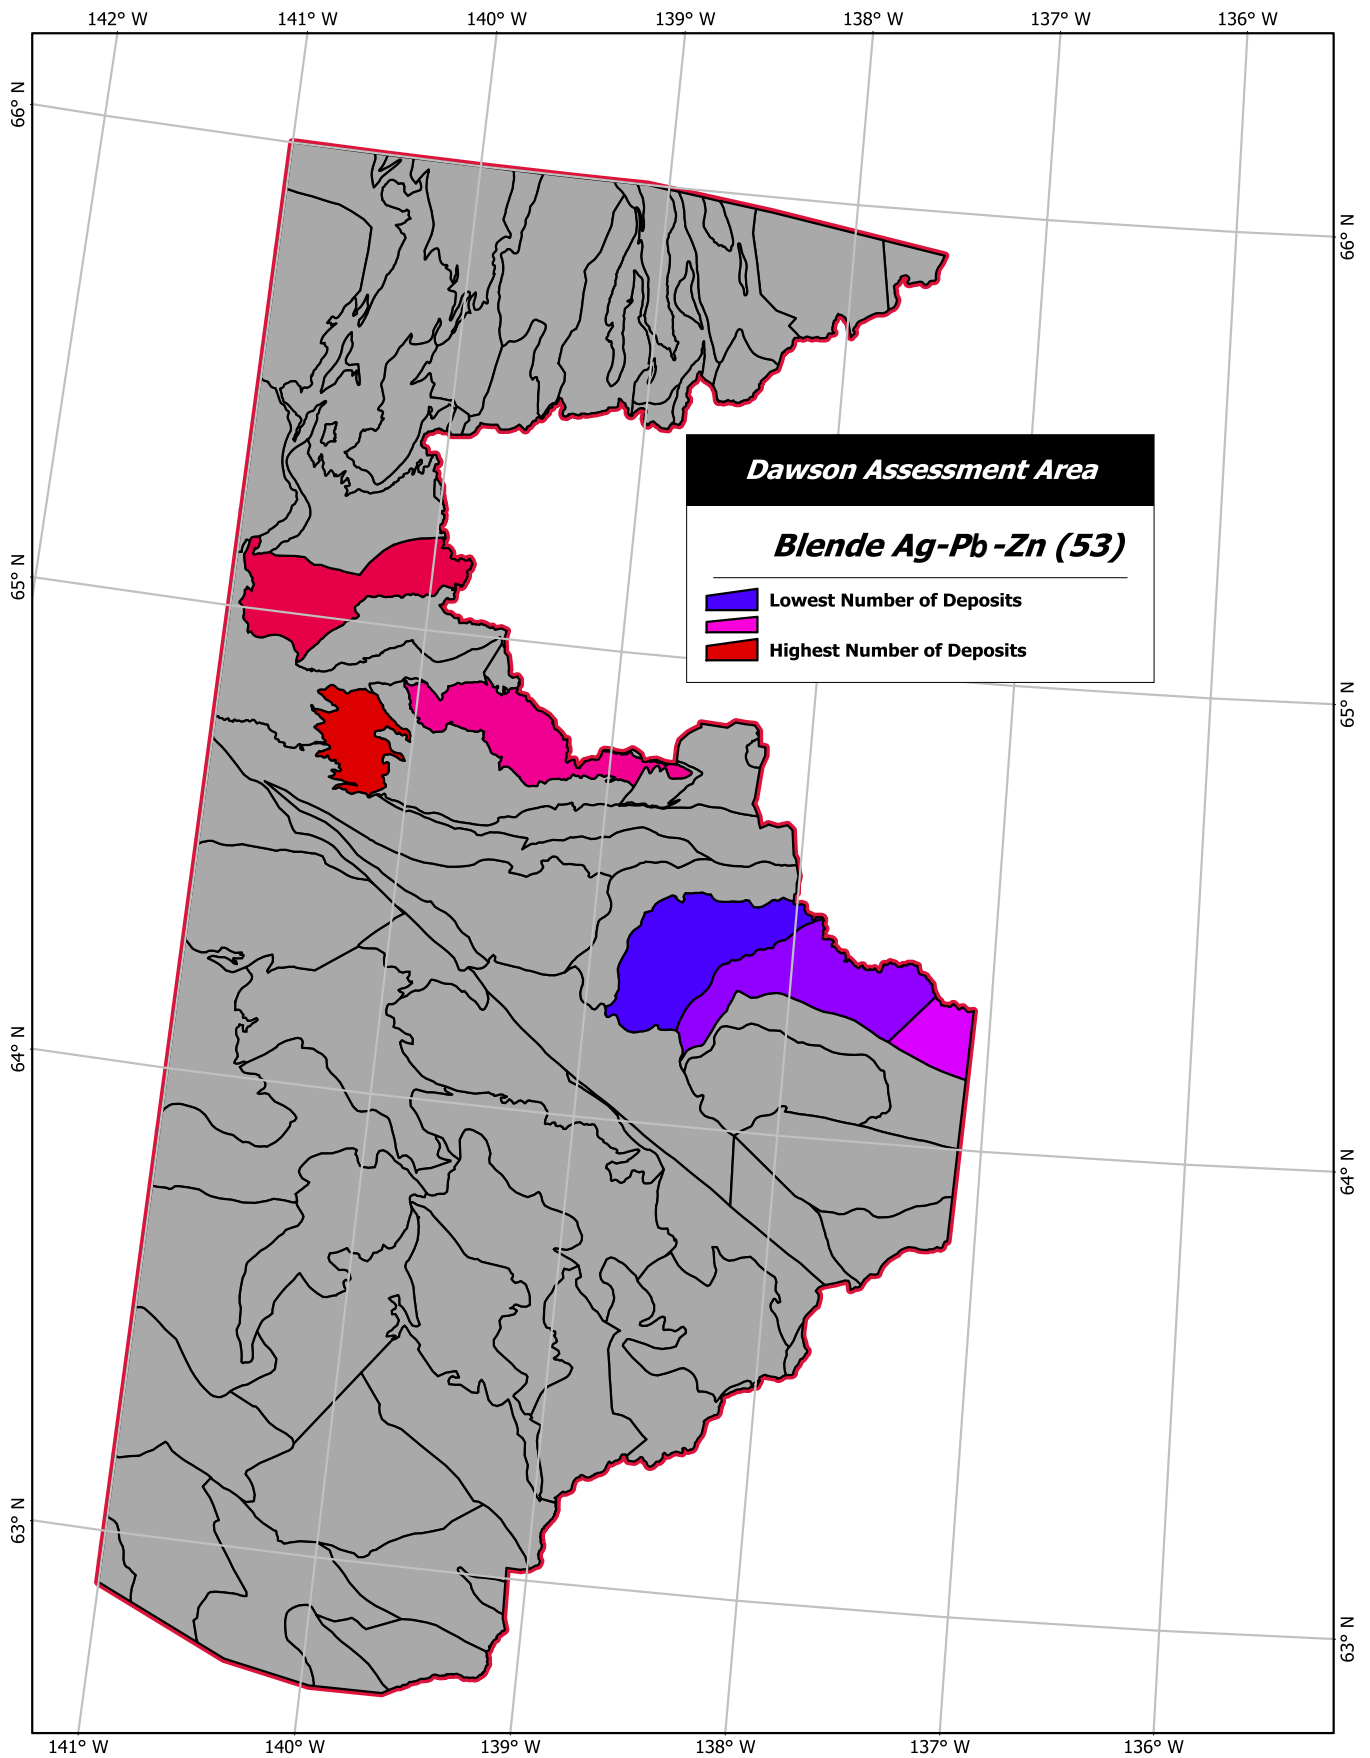 142° W 141° W 140° W 139° W 138° W 137° W 136° W
66° N
66° N
Dawson Assessment Area
Blende Ag-Pb-Zn (53)
65° N
Lowest Number of Deposits
Highest Number of Deposits
65° N
64° N
64° N
63° N
63° N
141° W 140° W 139° W 138° W 137° W 136° W